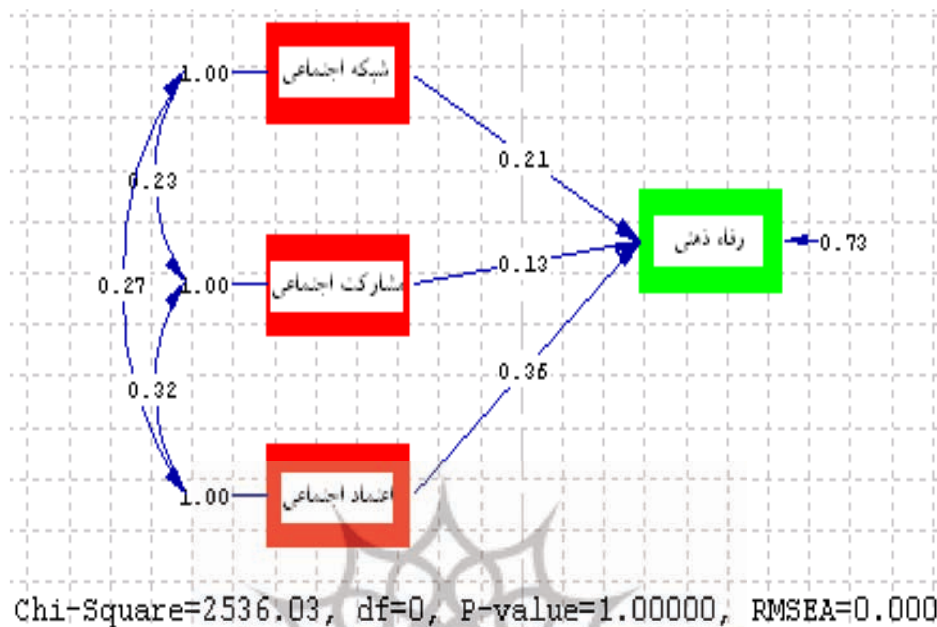 شبکه اجتماعی
1.00
0.21
0.23
رفاه ذهنی
0.73
مشارکت اجتماعی
1.00
0.13
0.27
0.36
0.32
اعتماد اجتماعی
1.00
Chi-Square=2536.03, df=0, P-value=1.00000, RMSEA=0.000